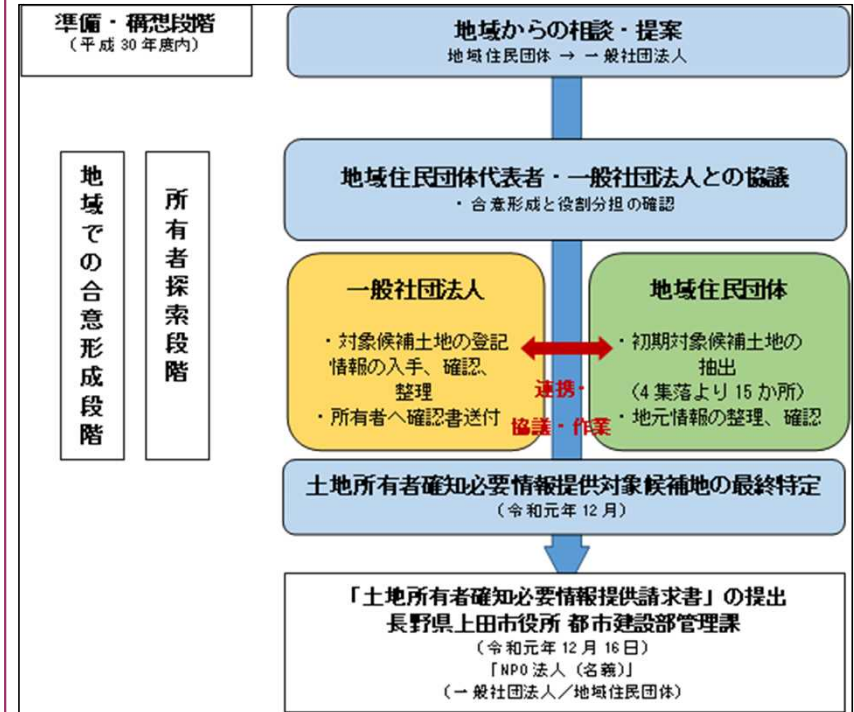 準備・構想段階
(平成30年度内)
地域からの相談・提案
地域住民団体 → 一般社団法人
地域での合意形成段階
所有者探索段階
地域住民団体代表者・一般社団法人との協議
・合意形成と役割分担の確認
一般社団法人
・対象候補土地の登記
情報の入手、確認、
整理
・所有者へ確認書送付
連携・
協議・作業
地域住民団体
・初期対象候補土地の
抽出
(4集落より15か所)
・地元情報の整理、確認
土地所有者確知必要情報提供対象候補地の最終特定
(令和元年12月)
「土地所有者確知必要情報提供請求書」の提出
長野県上田市役所 都市建設部管理課
(令和元年12月16日)
「NPO法人(名義)」
(一般社団法人/地域住民団体)